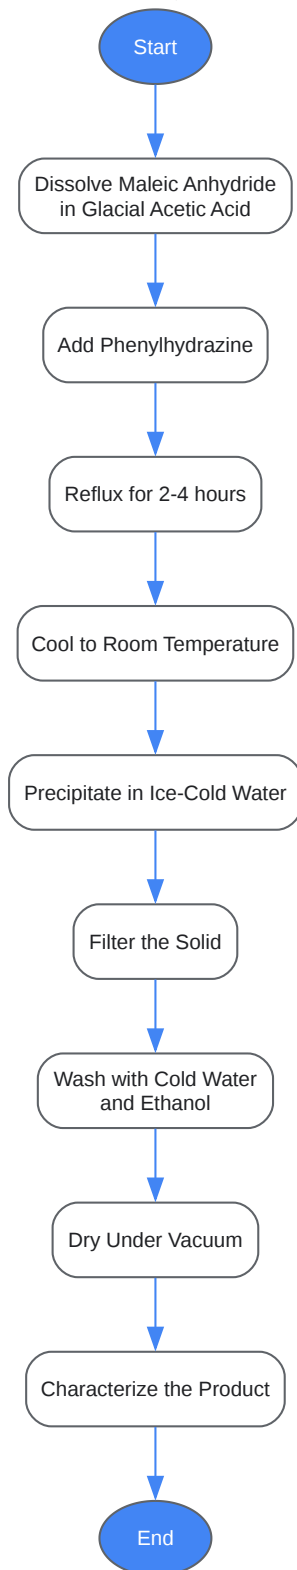 Start
Dissolve Maleic Anhydride
in Glacial Acetic Acid
Add Phenylhydrazine
Reflux for 2-4 hours
Cool to Room Temperature
Precipitate in Ice-Cold Water
Filter the Solid
Wash with Cold Water
and Ethanol
Dry Under Vacuum
Characterize the Product
End